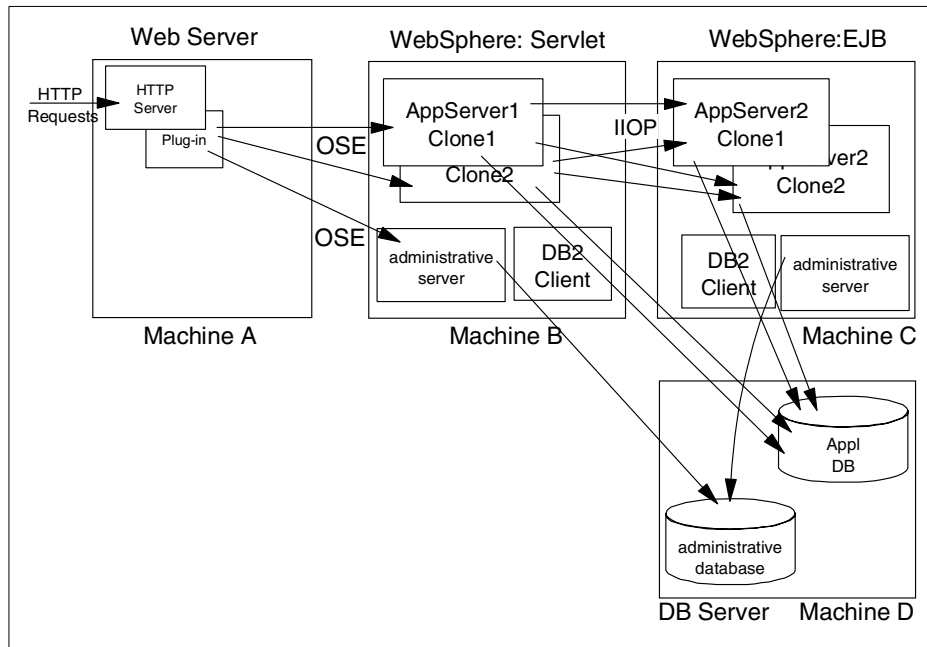 Web Server
WebSphere: Servlet
WebSphere:EJB
HTTP
Requests
HTTP
Server
Plug-in
OSE
OSE
AppServer1
Clone1
Clone2
IIOP
AppServer2
Clone1
Server2
Clone2
administrative
server
DB2
Client
DB2
Client
administrative
server
Machine A
Machine B
Machine C
Appl
DB
administrative
database
DB Server
Machine D